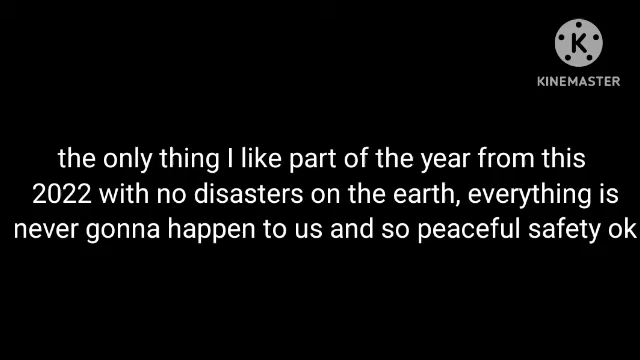 KINEMASTER
the only thing I like part of the year from this
2022 with no disasters on the earth, everything is
never gonna happen to us and so peaceful safety ok